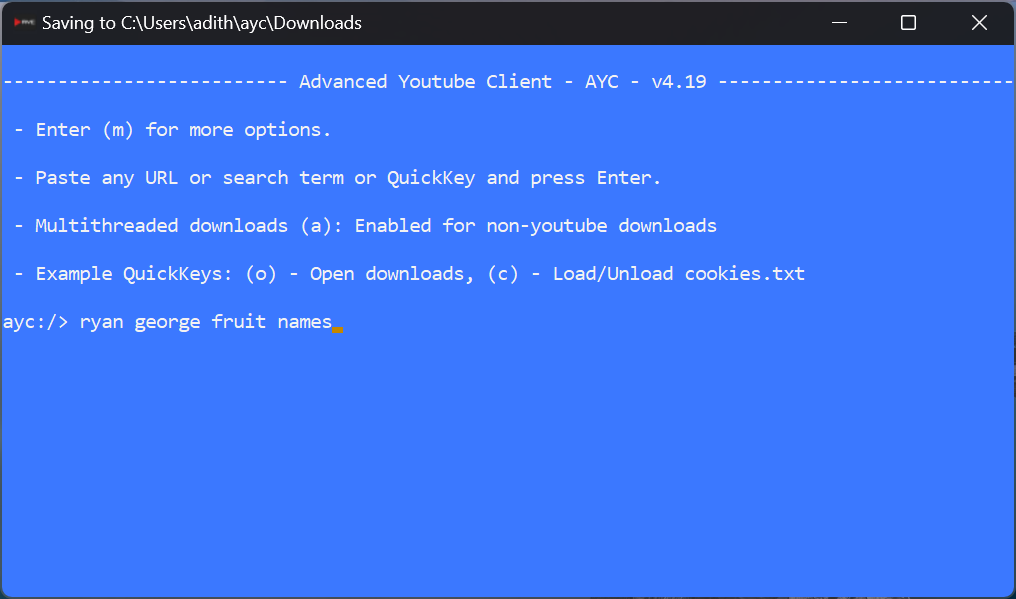 Saving to C:\Users\adith\ayc\Downloads
-------------------------- Advanced Youtube Client - AYC - v4.19 ---------------------------
- Enter (m) for more options.
- Paste any URL or search term or QuickKey and press Enter.
- Multithreaded downloads (a): Enabled for non-youtube downloads
- Example QuickKeys: (o) - Open downloads, (c) - Load/Unload cookies.txt
ayc:/> ryan george fruit names_